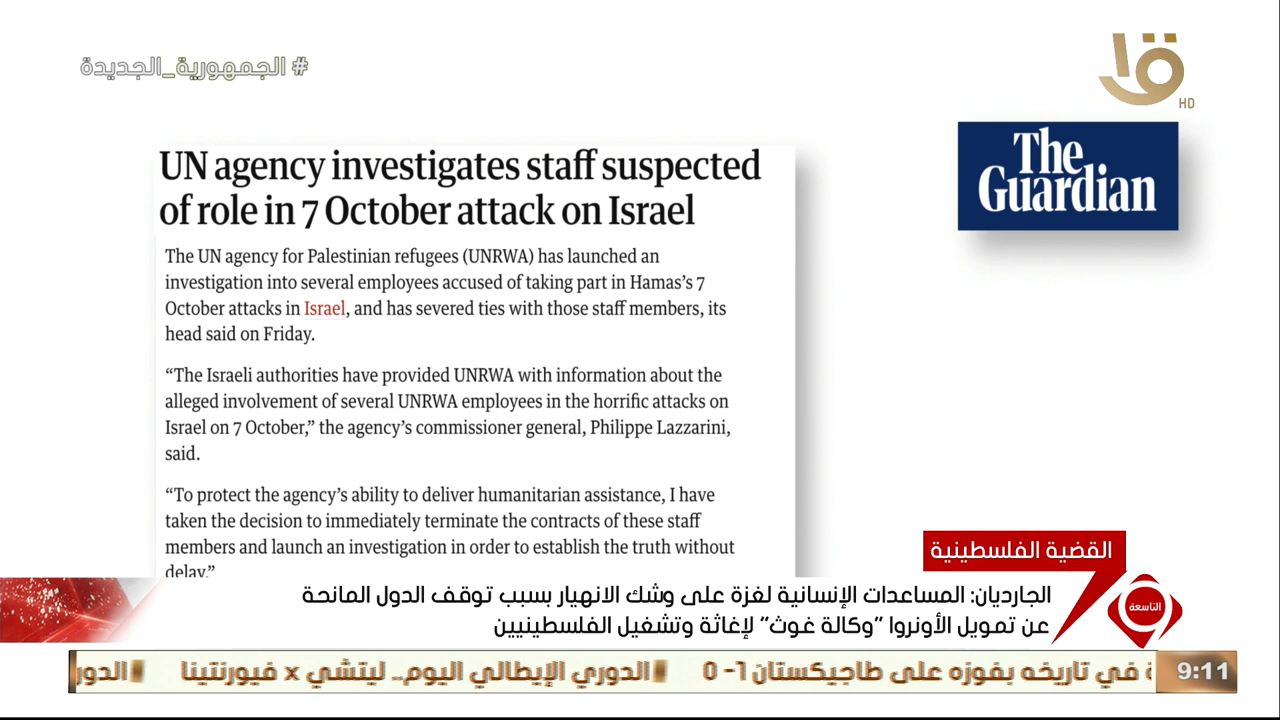 # الجمهورية_الجديدة
HD
The
Guardian
UN agency investigates staff suspected
of role in 7 October attack on Israel
The UN agency for Palestinian refugees (UNRWA) has launched an
investigation into several employees accused of taking part in Hamas’s 7
October attacks in Israel, and has severed ties with those staff members, its
head said on Friday.
“The Israeli authorities have provided UNRWA with information about the
alleged involvement of several UNRWA employees in the horrific attacks on
Israel on 7 October,” the agency’s commissioner general, Philippe Lazzarini,
said.
“To protect the agency’s ability to deliver humanitarian assistance, I have
taken the decision to immediately terminate the contracts of these staff
members and launch an investigation in order to establish the truth without
delay.”
القضية الفلسطينية
التاسعة
الجارديان: المساعدات الإنسانية لغزة على وشك الانهيار بسبب توقف الدول المانحة
عن تمويل الأونروا "وكالة غوث" لإغاثة وتشغيل الفلسطينيين
في تاريخه بفوزه على طاجيكستان 1- 0 الدوري الإيطالي اليوم.. ليتشي x فيورنتينا
9:11